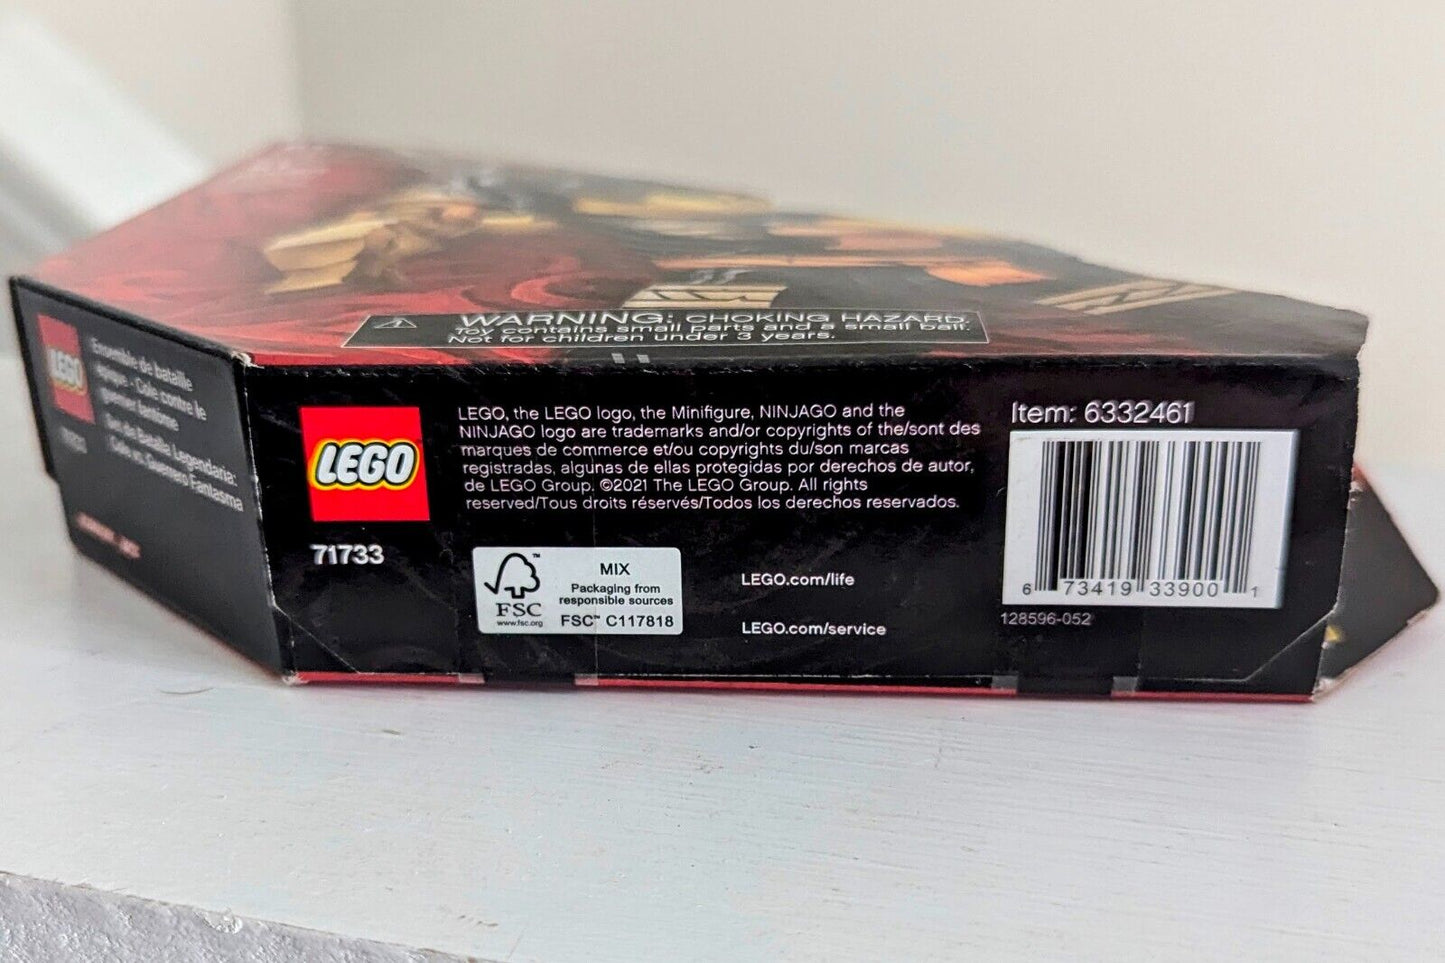 WARNING: CHOKING HAZARD.
Toy contains small parts and a small ball.
Not for children under 3 years.
LEGO
Ensemble de bataille
épique - Cole contre le
guerrier fantôme
Set de Batalla Legendaria:
Cole vs. Guerrero Fantasma
71733
LEGO
71733
LEGO, the LEGO logo, the Minifigure, NINJAGO and the
NINJAGO logo are trademarks and/or copyrights of the/sont des
marques de commerce et/ou copyrights du/son marcas
registradas, algunas de ellas protegidas por derechos de autor,
de LEGO Group. ©2021 The LEGO Group. All rights
reserved/Tous droits réservés/Todos los derechos reservados.
FSC
www.fsc.org
MIX
Packaging from
responsible sources
FSC™ C117818
LEGO.com/life
LEGO.com/service
Item: 6332461
6 73419 33900 1
128596-052